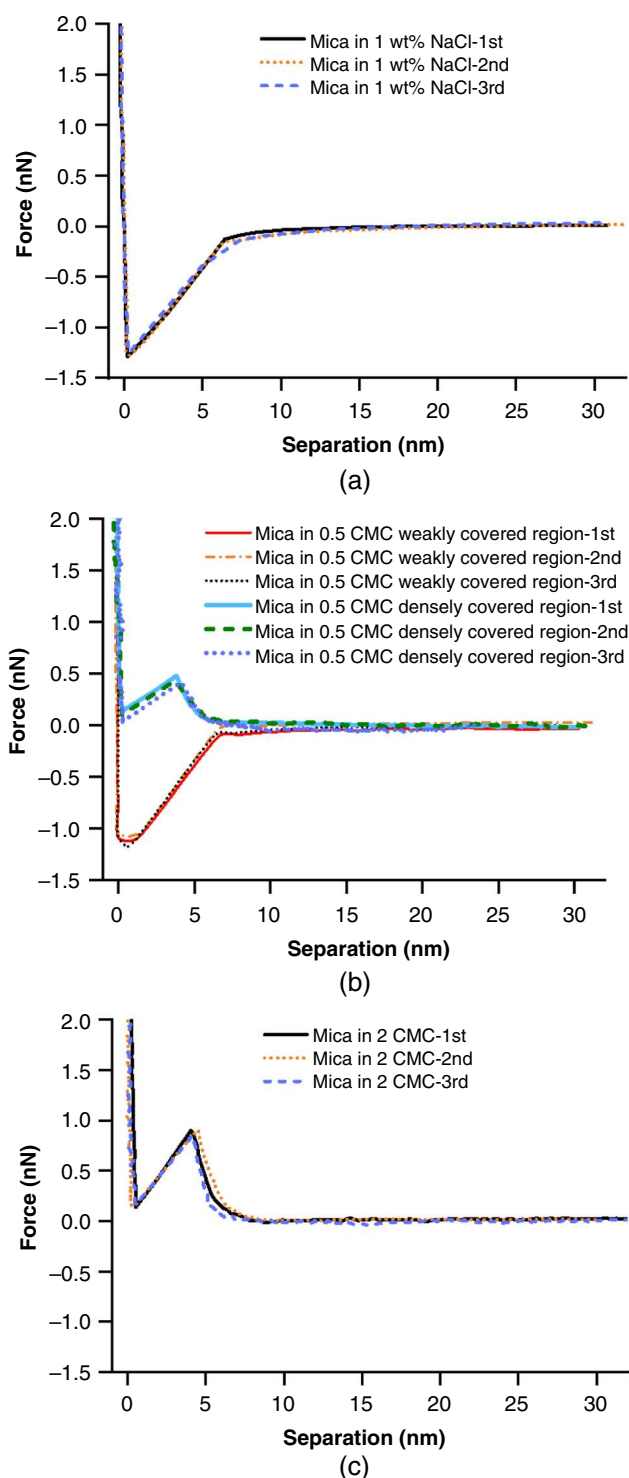 2.0
1.5
1.0
0.5
0.0
–0.5
–1.0
–1.5
Force (nN)
Mica in 1 wt% NaCl-1st
Mica in 1 wt% NaCl-2nd
Mica in 1 wt% NaCl-3rd
0 5 10 15 20 25 30
Separation (nm)
(a)
2.0
1.5
1.0
0.5
0.0
–0.5
–1.0
–1.5
Force (nN)
Mica in 0.5 CMC weakly covered region-1st
Mica in 0.5 CMC weakly covered region-2nd
Mica in 0.5 CMC weakly covered region-3rd
Mica in 0.5 CMC densely covered region-1st
Mica in 0.5 CMC densely covered region-2nd
Mica in 0.5 CMC densely covered region-3rd
0 5 10 15 20 25 30
Separation (nm)
(b)
2.0
1.5
1.0
0.5
0.0
–0.5
–1.0
–1.5
Force (nN)
Mica in 2 CMC-1st
Mica in 2 CMC-2nd
Mica in 2 CMC-3rd
0 5 10 15 20 25 30
Separation (nm)
(c)